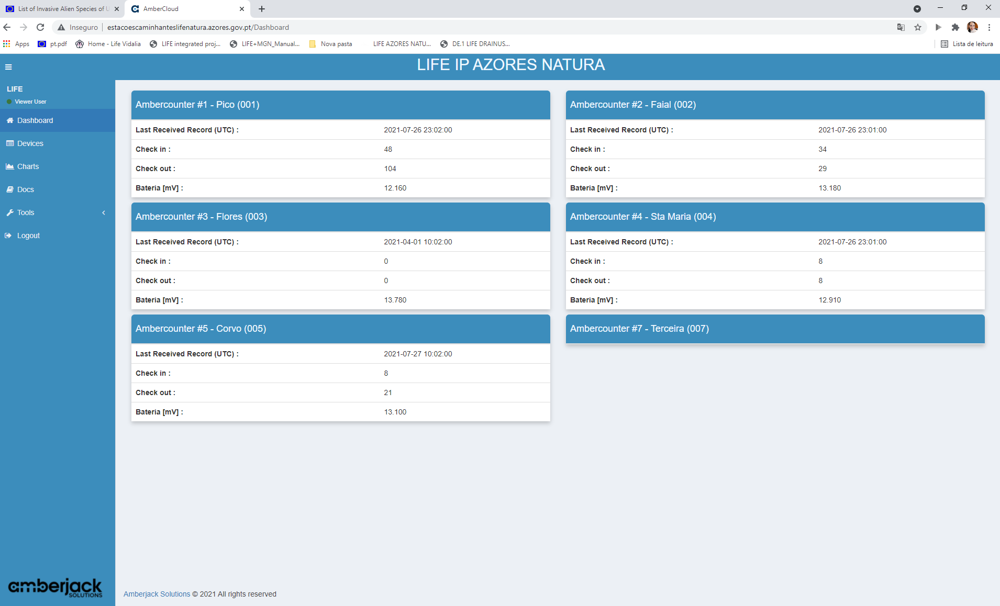 List of Invasive Alien Species of U
AmberCloud
Inseguro
estacoescaminhanteslifenatura.azores.gov.pt/Dashboard
Apps
pt.pdf
Home - Life Vidalia
LIFE integrated proj...
LIFE+MGN_Manual...
Nova pasta
LIFE AZORES NATU...
DE.1 LIFE DRAINUS...
Lista de leitura
LIFE IP AZORES NATURA
LIFE
Viewer User
Dashboard
Devices
Charts
Docs
Tools
Logout
Ambercounter #1 - Pico (001)
Last Received Record (UTC) : 2021-07-26 23:02:00
Check in : 48
Check out : 104
Bateria [mV] : 12.160
Ambercounter #2 - Faial (002)
Last Received Record (UTC) : 2021-07-26 23:01:00
Check in : 34
Check out : 29
Bateria [mV] : 13.180
Ambercounter #3 - Flores (003)
Last Received Record (UTC) : 2021-04-01 10:02:00
Check in : 0
Check out : 0
Bateria [mV] : 13.780
Ambercounter #4 - Sta Maria (004)
Last Received Record (UTC) : 2021-07-26 23:01:00
Check in : 8
Check out : 8
Bateria [mV] : 12.910
Ambercounter #5 - Corvo (005)
Last Received Record (UTC) : 2021-07-27 10:02:00
Check in : 8
Check out : 21
Bateria [mV] : 13.100
Ambercounter #7 - Terceira (007)
amberjack
SOLUTIONS
Amberjack Solutions © 2021 All rights reserved